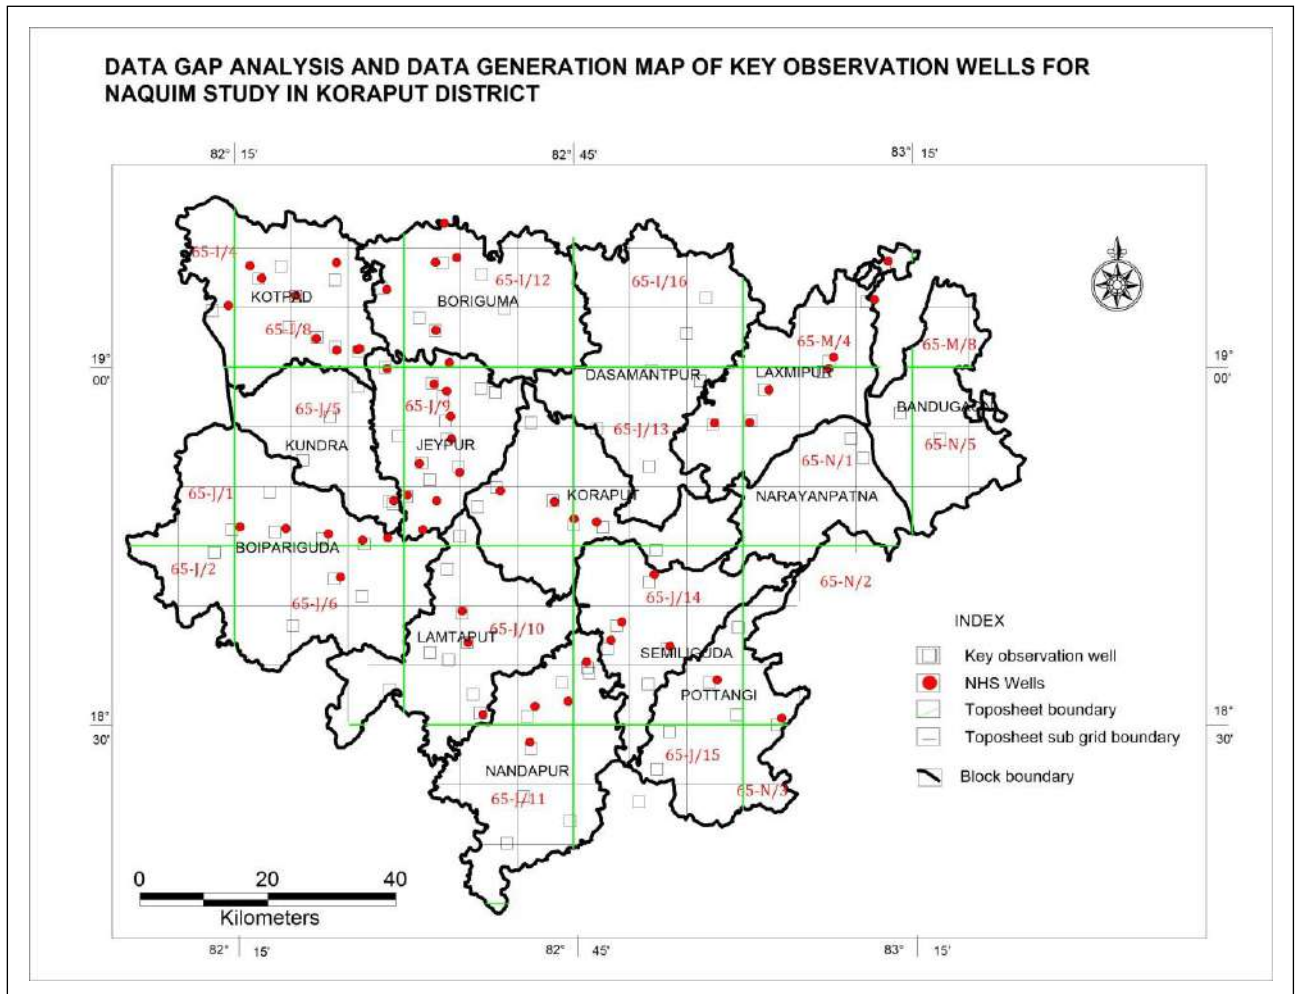 DATA GAP ANALYSIS AND DATA GENERATION MAP OF KEY OBSERVATION WELLS FOR
NAQUIM STUDY IN KORAPUT DISTRICT
82° 15' 82° 45' 83° 15'
65-I/4
65-I/12 65-I/16
KOTPAD BORIGUMA
65-I/8
65-M/4 65-M/8
19° 19°
00' 00'
DASAMANTPUR LAXMIPUR
65-J/5 65-J/9 BANDUGAON
KUNDRA JEYPUR 65-J/13 65-N/5
65-N/1
65-J/1 KORAPUT NARAYANPATNA
BOIPARIGUDA
65-J/2 65-N/2
65-J/6 65-J/14
LAMTAPUT 65-J/10
SEMILIGUDA
POTTANGI
18° 18°
30' 30'
65-J/15
NANDAPUR
65-J/11 65-N/3
INDEX
Key observation well
NHS Wells
Toposheet boundary
Toposheet sub grid boundary
Block boundary
0 20 40
Kilometers
82° 15' 82° 45' 83° 15'